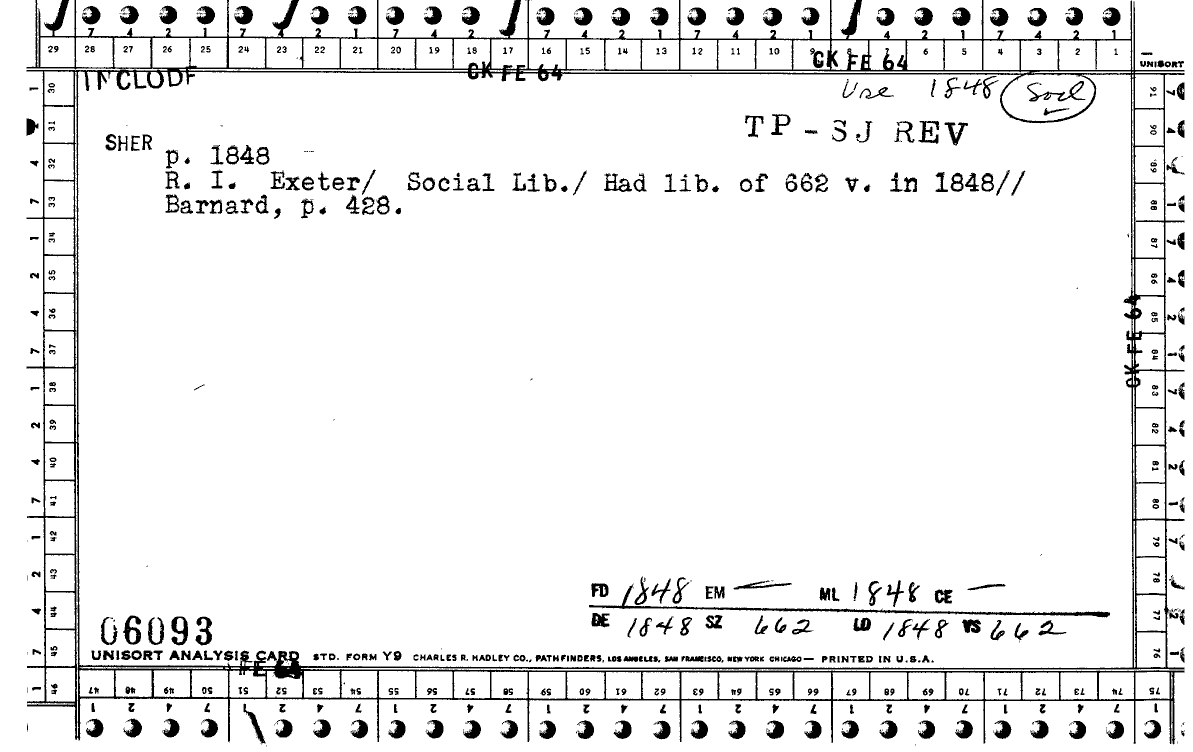 7 4 2 1 7 4 2 1 7 4 2 1 7 4 2 1 7 4 2 1 7 4 2 1 7 4 2 1
29 28 27 26 25 24 23 22 21 20 19 18 17 16 15 14 13 12 11 10 9 8 7 6 5 4 3 2 1
UNISORT
CK FE 64 CK FE 64
Use 1848 Socl
TP - SJ REV
SHER
p. 1848
R. I. Exeter/ Social Lib./ Had lib. of 662 v. in 1848//
Barnard, p. 428.
CK FE 64
FD 1848 EM — ML 1848 CE —
DE 1848 SZ 662 LD 1848 VS 662
06093
UNISORT ANALYSIS CARD STD. FORM Y9 CHARLES R. HADLEY CO., PATHFINDERS, LOS ANGELES, SAN FRANCISCO, NEW YORK CHICAGO — PRINTED IN U.S.A.
FE 64
30 31 32 33 34 35 36 37 38 39 40 41 42 43 44 45 46
47 48 49 50 51 52 53 54 55 56 57 58 59 60 61 62 63 64 65 66 67 68 69 70 71 72 73 74 75
91 90 89 88 87 86 85 84 83 82 81 80 79 78 77 76